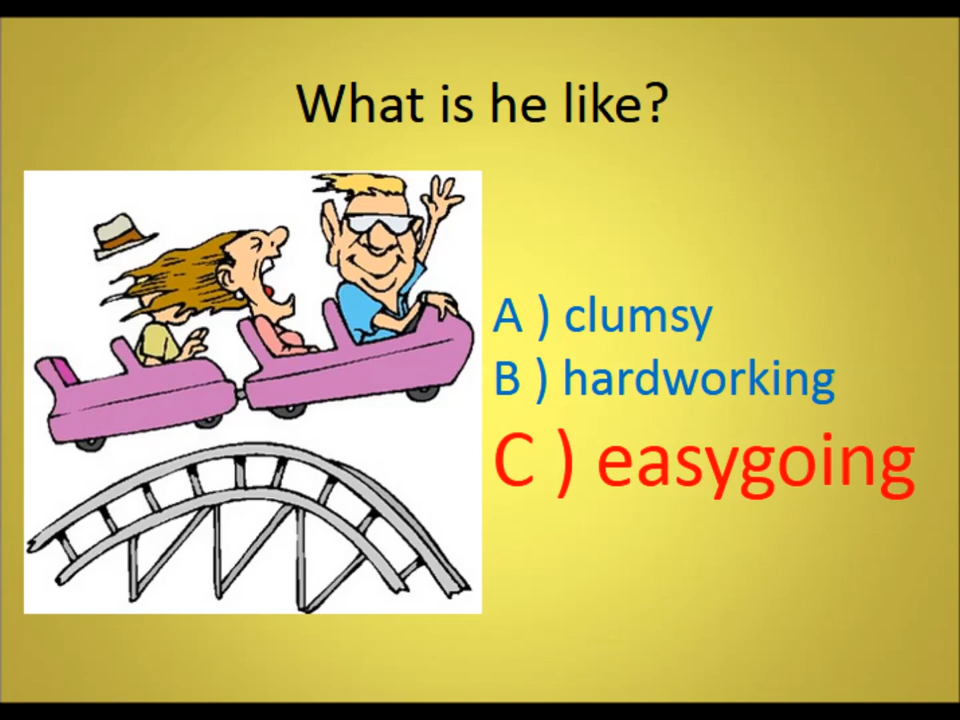 What is he like?
A ) clumsy
B ) hardworking
C ) easygoing